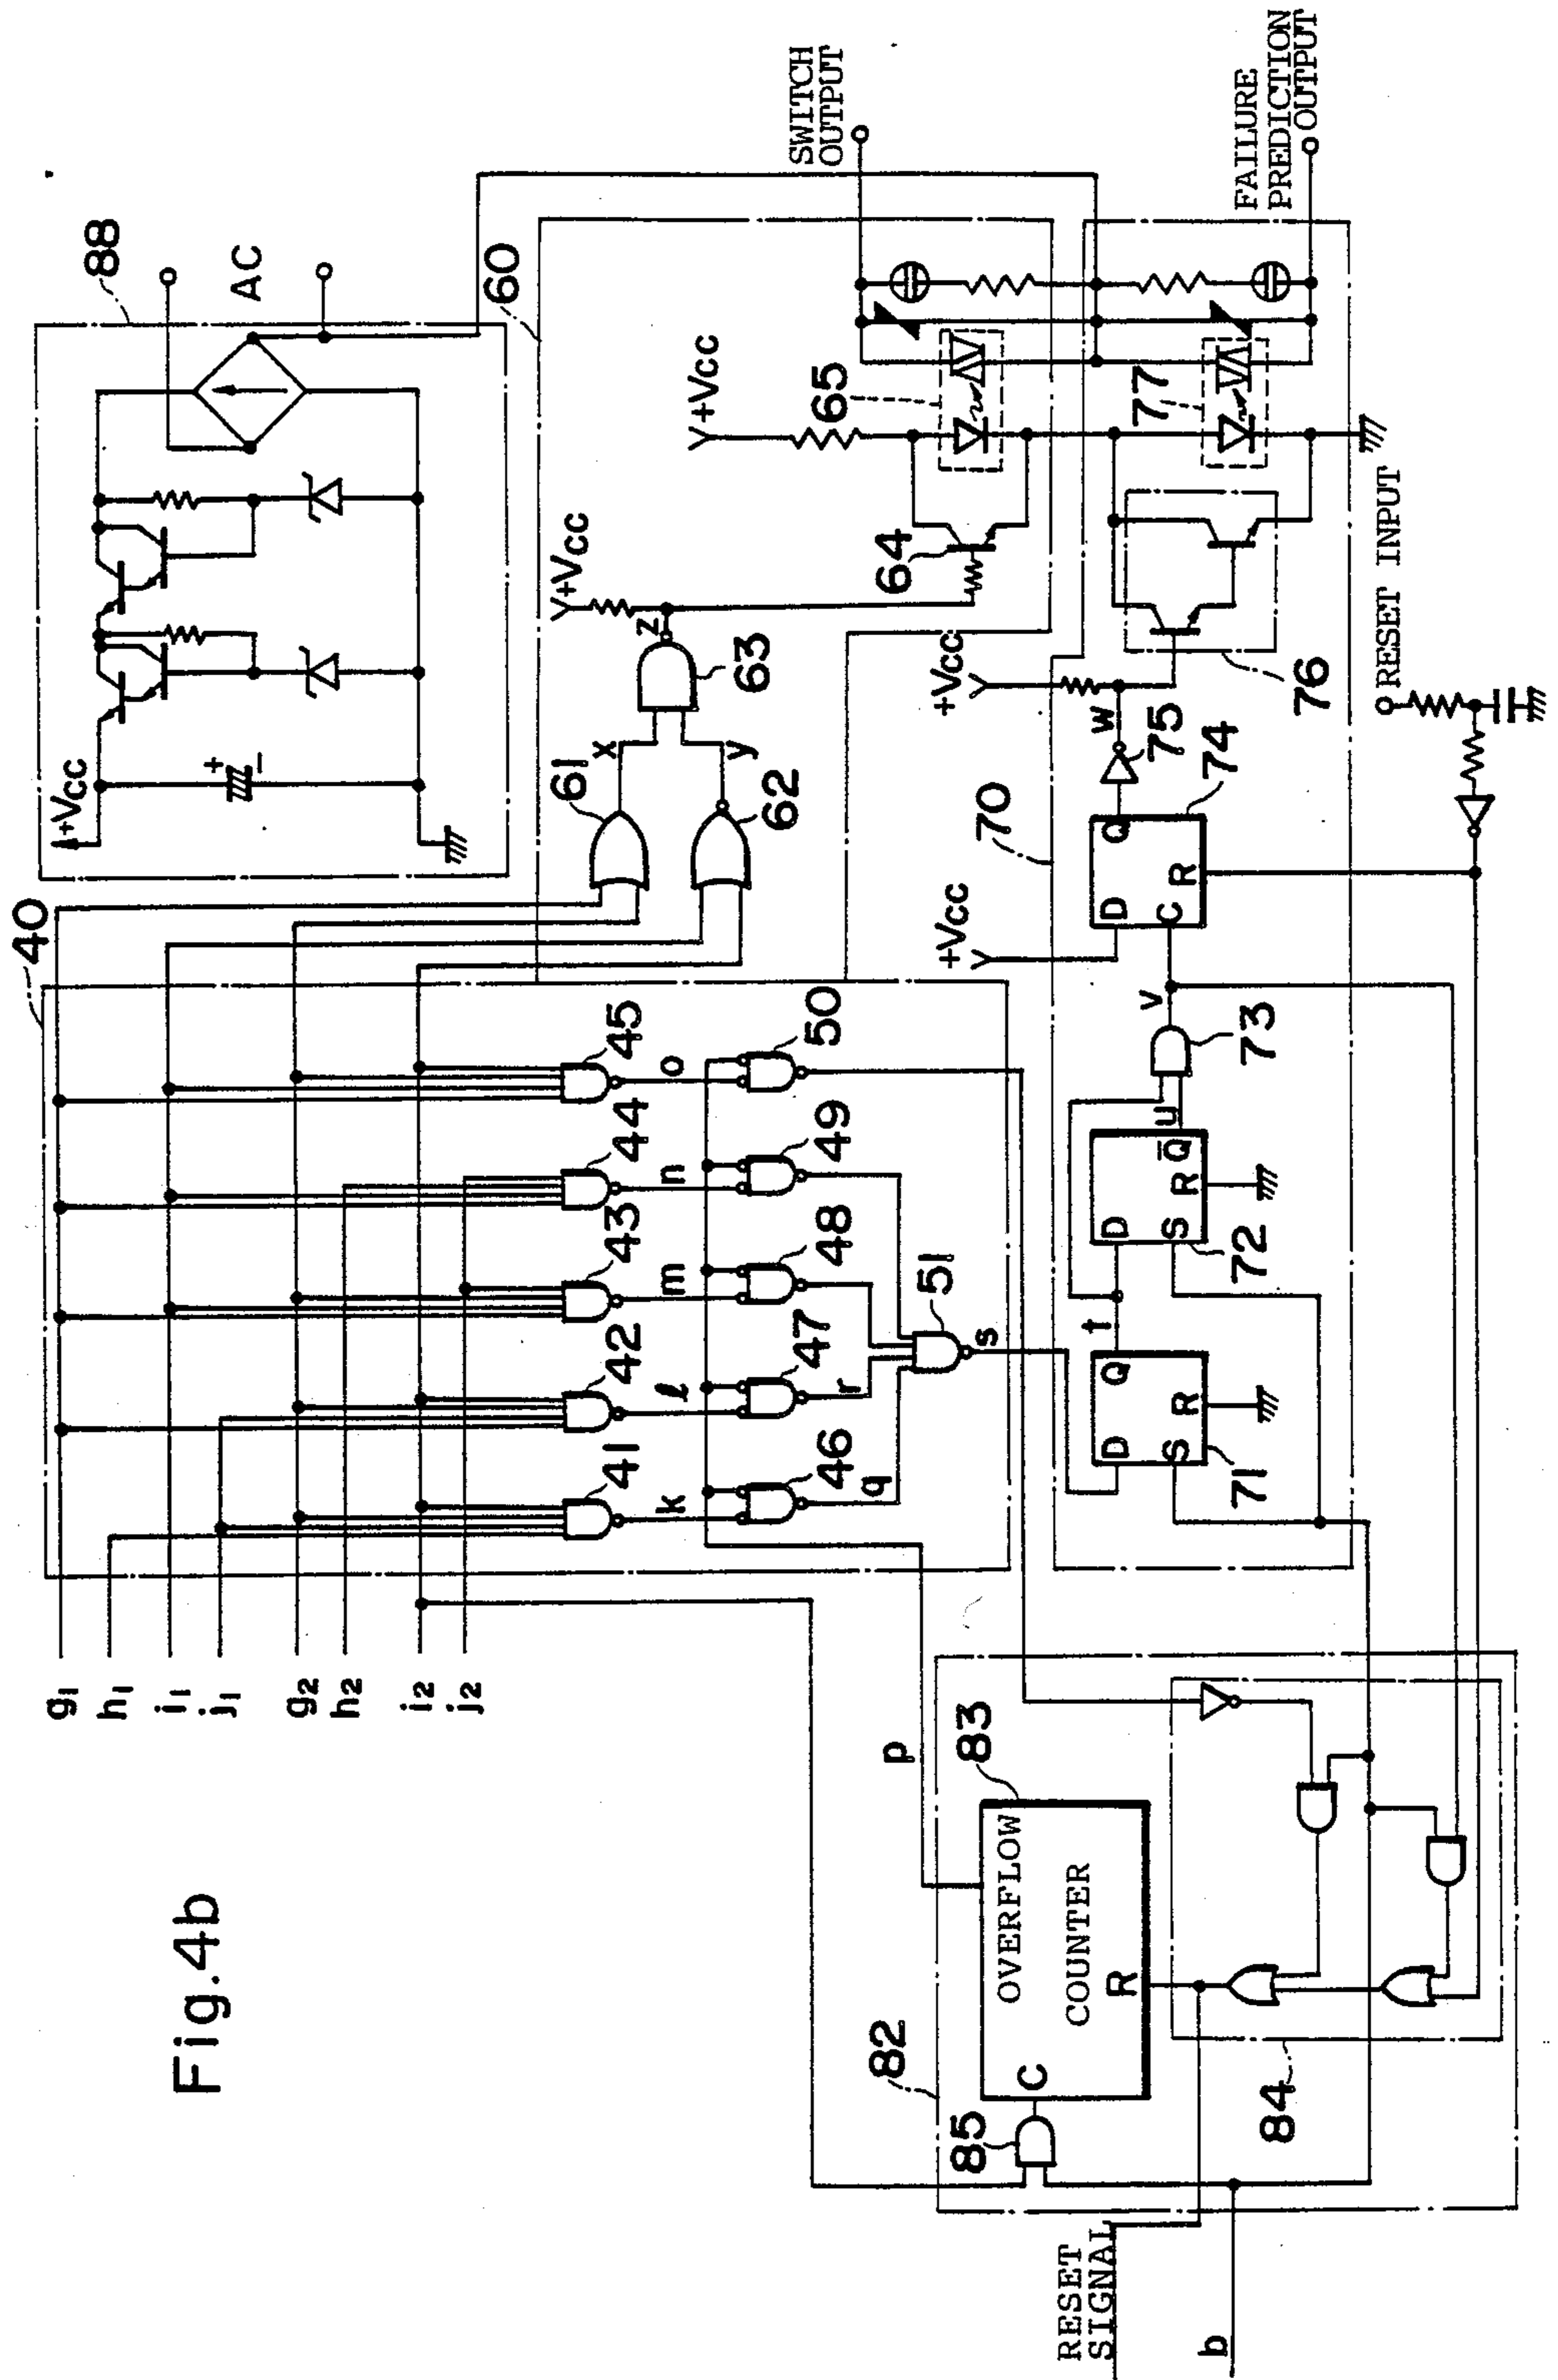 Fig.4b
g1
h1
i1
j1
g2
h2
i2
j2
40
41
42
43
44
45
k
l
m
n
o
46
47
48
49
50
q
r
51
s
p
88
+Vcc
+
−
AC
60
61
62
x
y
63
z
+Vcc
64
+Vcc
65
SWITCH
OUTPUT
70
71
D
Q
S
R
t
72
D
Q̄
S
R
u
73
v
+Vcc
74
D
Q
C
R
75
w
+Vcc
76
77
FAILURE
PREDICTION
OUTPUT
RESET INPUT
82
83
OVERFLOW
COUNTER
C
R
84
85
RESET
SIGNAL
b